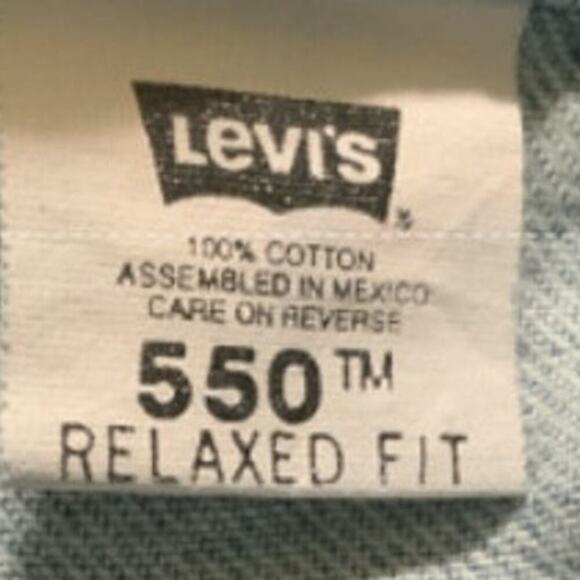 LeVI'S
®
100% COTTON
ASSEMBLED IN MEXICO
CARE ON REVERSE
550™
RELAXED FIT